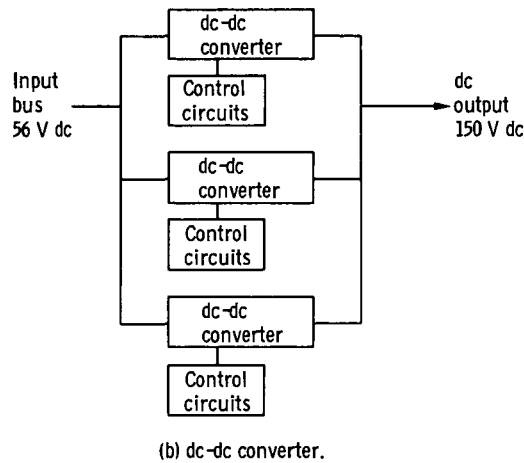 dc-dc
converter
Input
bus
56 V dc
Control
circuits
dc
output
150 V dc
dc-dc
converter
Control
circuits
dc-dc
converter
Control
circuits
(b) dc-dc converter.